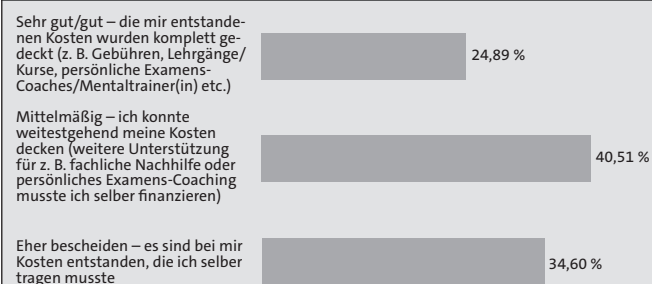 Sehr gut/gut – die mir entstande-
nen Kosten wurden komplett ge-
deckt (z. B. Gebühren, Lehrgänge/
Kurse, persönliche Examens-
Coaches/Mentaltrainer(in) etc.)
24,89 %
Mittelmäßig – ich konnte
weitestgehend meine Kosten
decken (weitere Unterstützung
für z. B. fachliche Nachhilfe oder
persönliches Examens-Coaching
musste ich selber finanzieren)
40,51 %
Eher bescheiden – es sind bei mir
Kosten entstanden, die ich selber
tragen musste
34,60 %